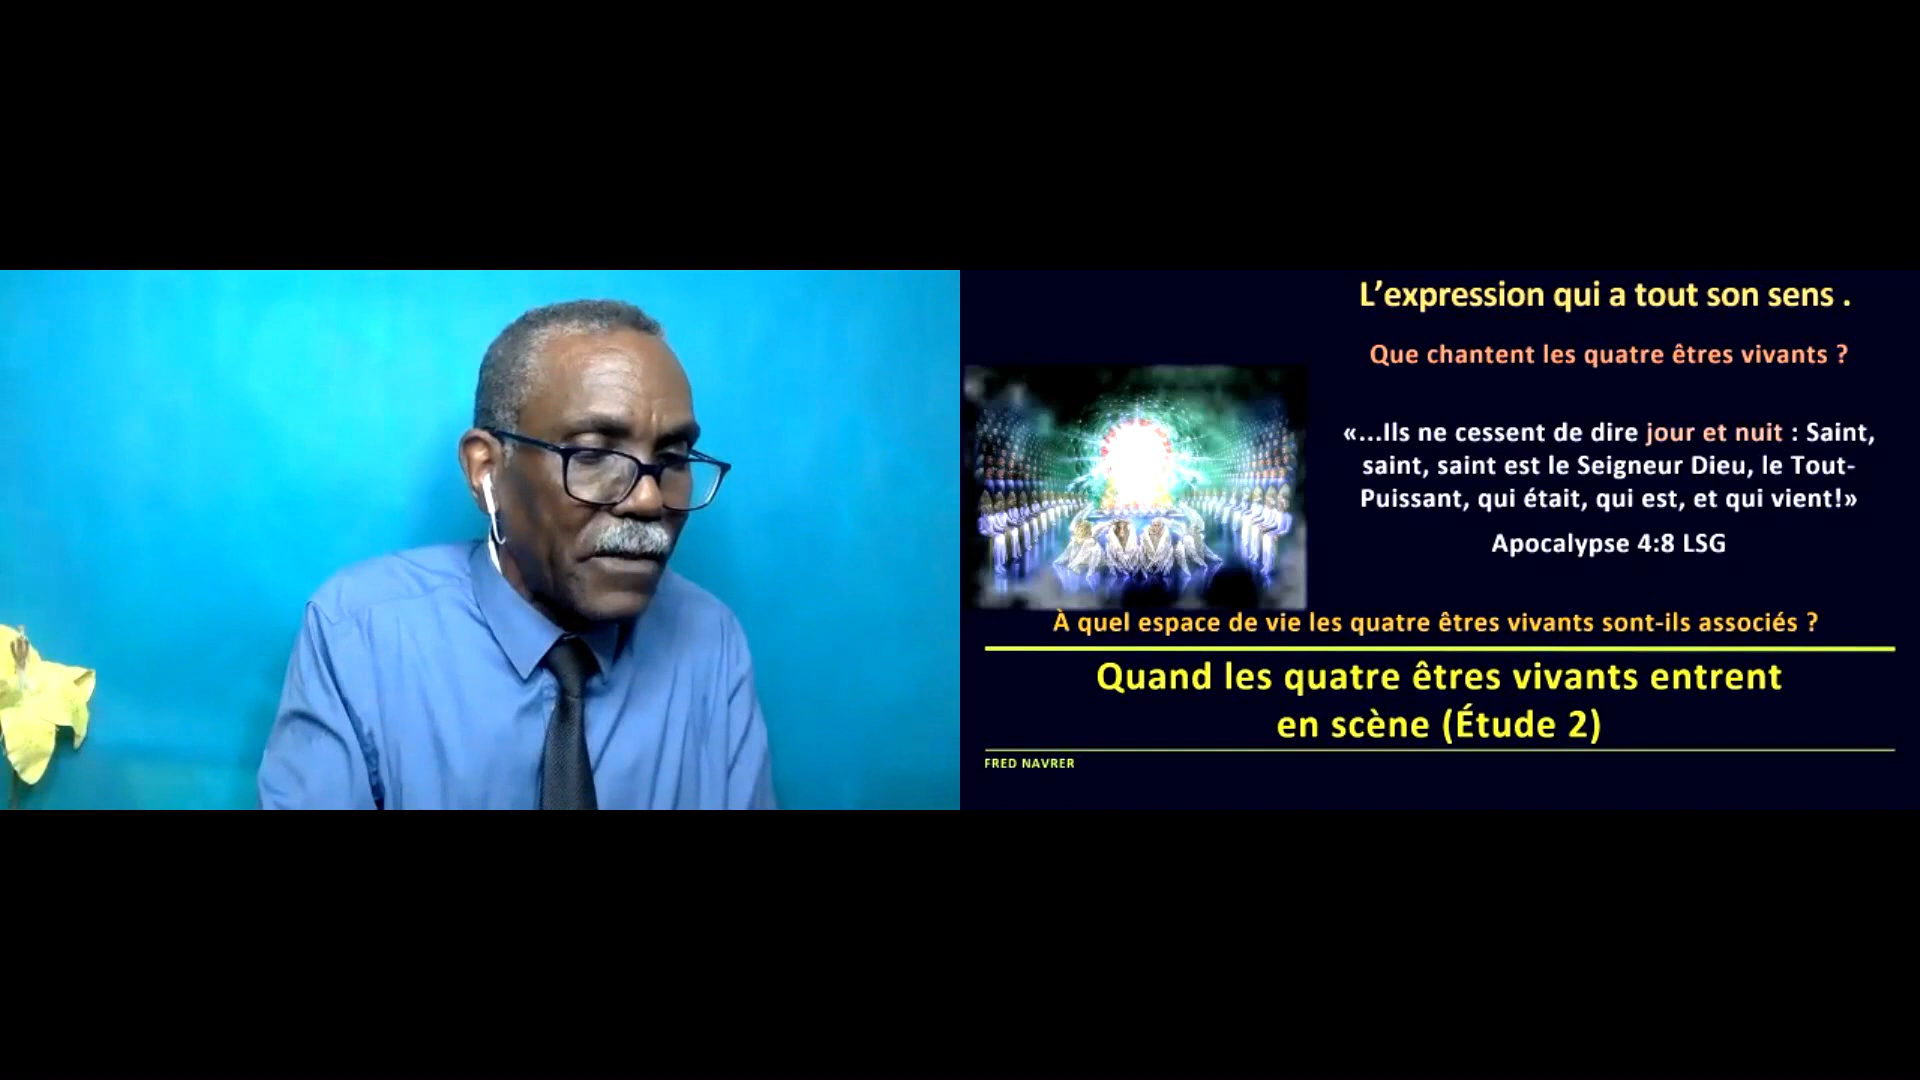 L’expression qui a tout son sens .
Que chantent les quatre êtres vivants ?
«...Ils ne cessent de dire jour et nuit : Saint,
saint, saint est le Seigneur Dieu, le Tout-
Puissant, qui était, qui est, et qui vient!»
Apocalypse 4:8 LSG
À quel espace de vie les quatre êtres vivants sont-ils associés ?
Quand les quatre êtres vivants entrent
en scène (Étude 2)
FRED NAVRER